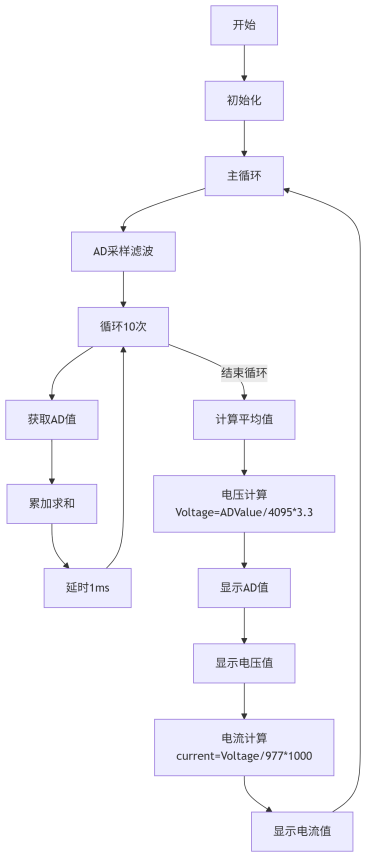 开始
初始化
主循环
AD采样滤波
循环10次
结束循环
获取AD值
计算平均值
累加求和
电压计算
Voltage=ADValue/4095*3.3
延时1ms
显示AD值
显示电压值
电流计算
current=Voltage/977*1000
显示电流值